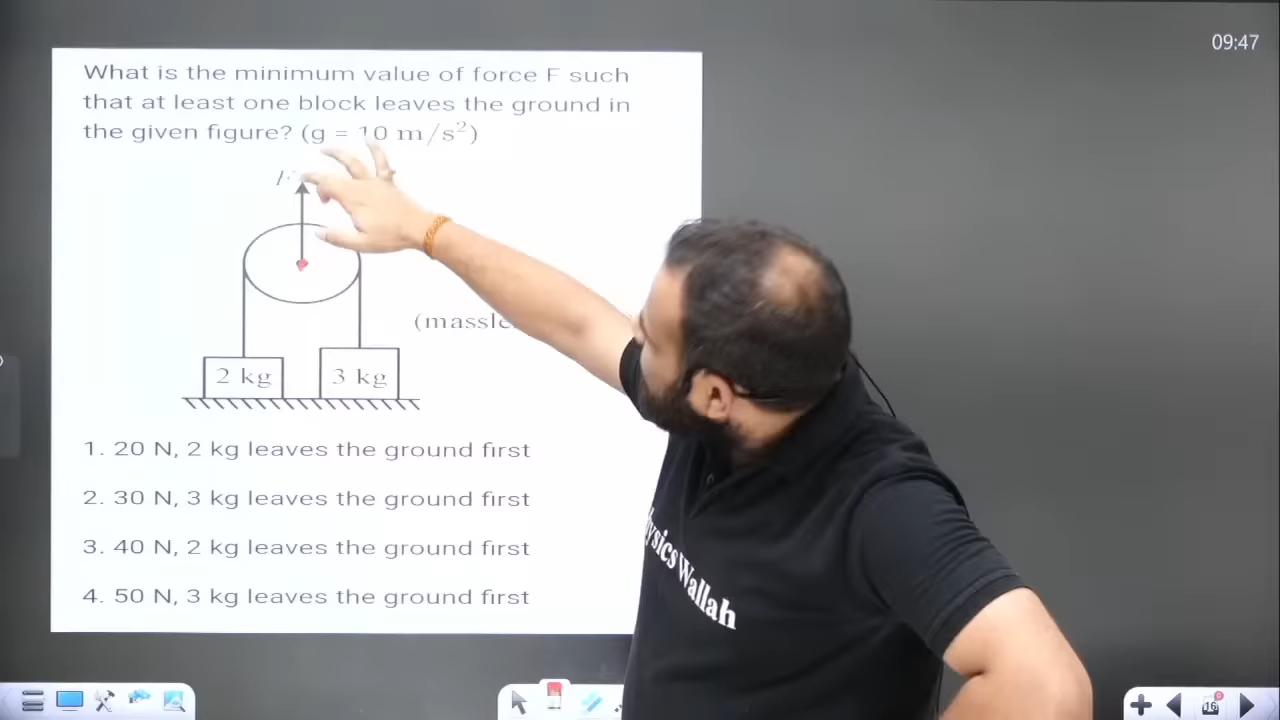 09:47
What is the minimum value of force F such
that at least one block leaves the ground in
the given figure? (g = 10 m/s²)
F
2 kg
3 kg
1. 20 N, 2 kg leaves the ground first
2. 30 N, 3 kg leaves the ground first
3. 40 N, 2 kg leaves the ground first
4. 50 N, 3 kg leaves the ground first
Wallah
16